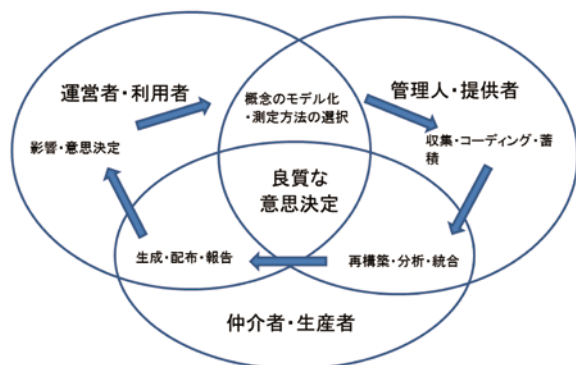 運営者・利用者
概念のモデル化
・測定方法の選択
管理人・提供者
影響・意思決定
収集・コーディング・蓄
積
良質な
意思決定
生成・配布・報告
再構築・分析・統合
仲介者・生産者